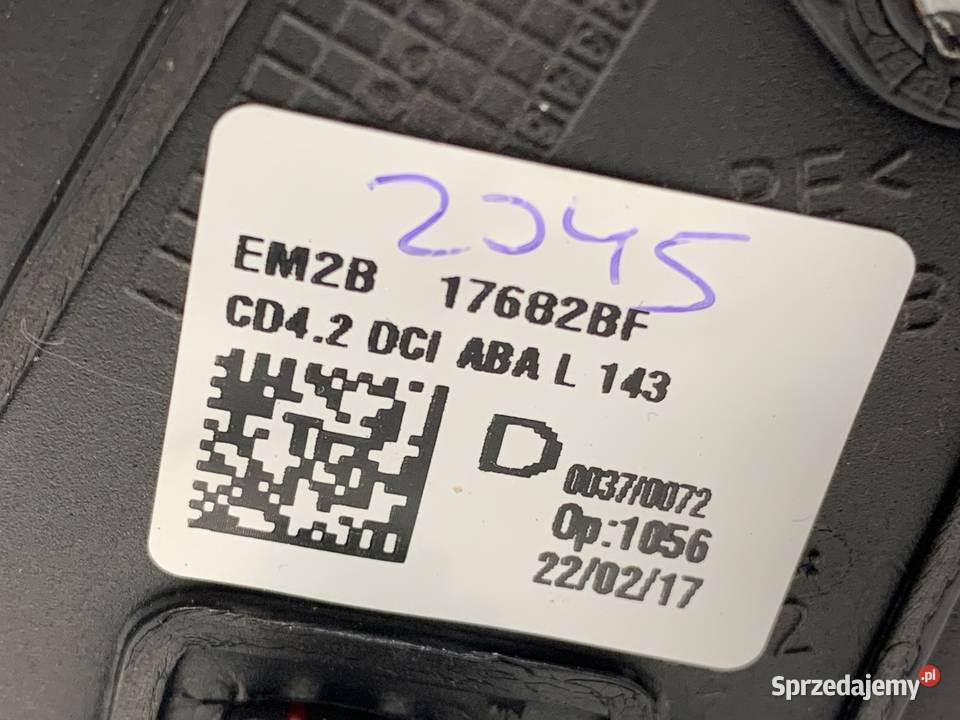 2045
EM2B 17682BF
CD4.2 DCI ABA L 143
D 0037/0072
Op:1056
22/02/17
Sprzedajemy.pl